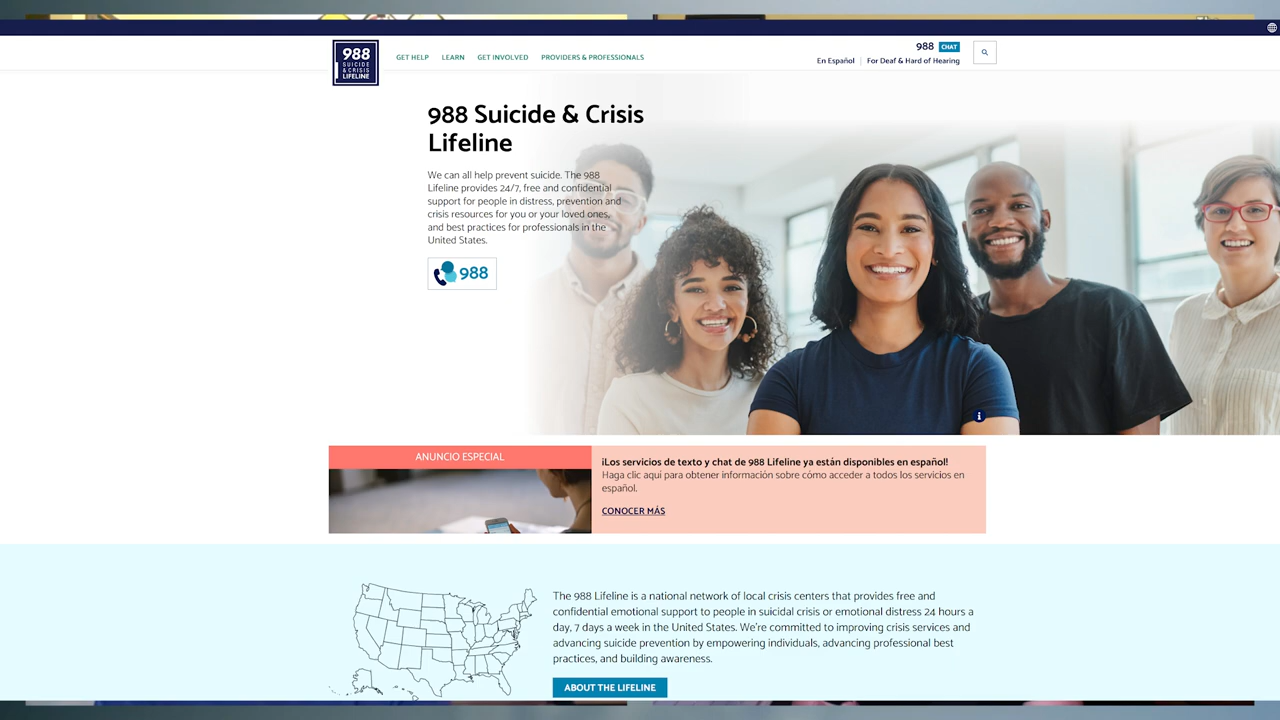 988
SUICIDE
& CRISIS
LIFELINE
GET HELP LEARN GET INVOLVED PROVIDERS & PROFESSIONALS
988 CHAT
En Español For Deaf & Hard of Hearing
988 Suicide & Crisis
Lifeline
We can all help prevent suicide. The 988
Lifeline provides 24/7, free and confidential
support for people in distress, prevention and
crisis resources for you or your loved ones,
and best practices for professionals in the
United States.
988
ANUNCIO ESPECIAL
¡Los servicios de texto y chat de 988 Lifeline ya están disponibles en español!
Haga clic aqui para obtener información sobre cómo acceder a todos los servicios en
español.
CONOCER MÁS
The 988 Lifeline is a national network of local crisis centers that provides free and
confidential emotional support to people in suicidal crisis or emotional distress 24 hours a
day, 7 days a week in the United States. We're committed to improving crisis services and
advancing suicide prevention by empowering individuals, advancing professional best
practices, and building awareness.
ABOUT THE LIFELINE